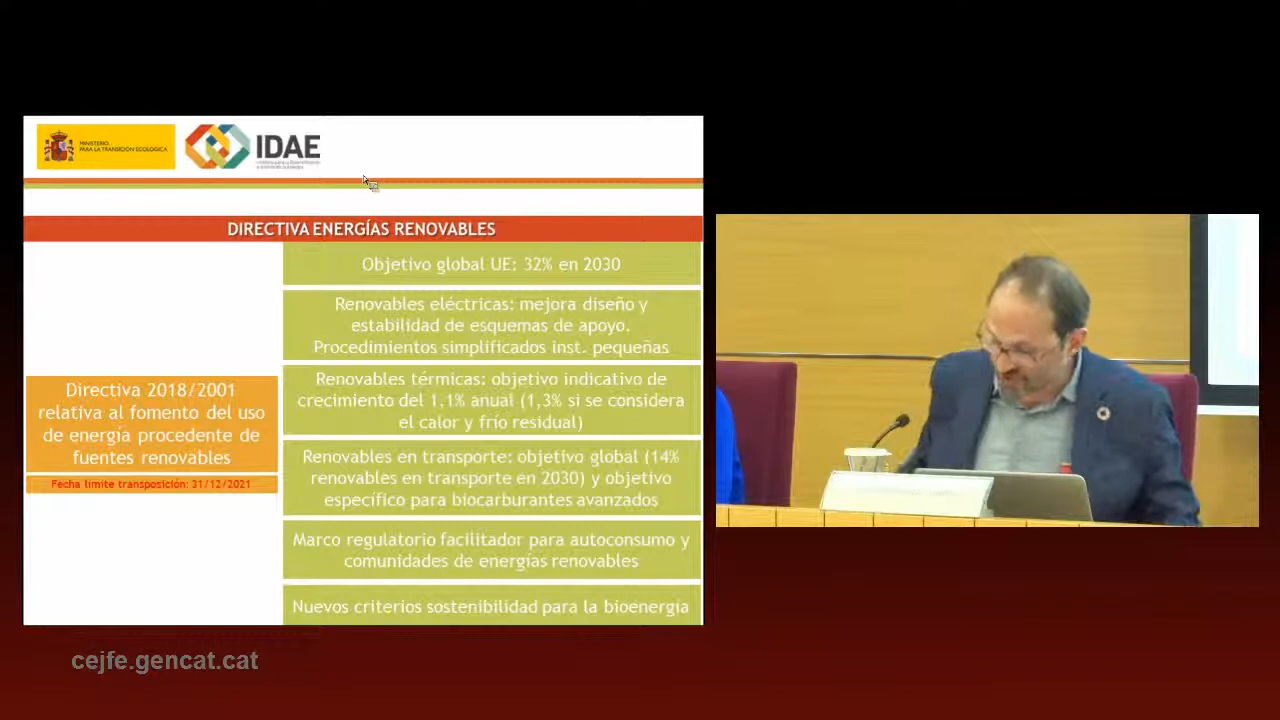 MINISTERIO
PARA LA TRANSICIÓN ECOLÓGICA
IDAE
DIRECTIVA ENERGÍAS RENOVABLES
Directiva 2018/2001
relativa al fomento del uso
de energía procedente de
fuentes renovables
Fecha límite transposición: 31/12/2021
Objetivo global UE: 32% en 2030
Renovables eléctricas: mejora diseño y
estabilidad de esquemas de apoyo.
Procedimientos simplificados inst. pequeñas
Renovables térmicas: objetivo indicativo de
crecimiento del 1,1% anual (1,3% si se considera
el calor y frío residual)
Renovables en transporte: objetivo global (14%
renovables en transporte en 2030) y objetivo
específico para biocarburantes avanzados
Marco regulatorio facilitador para autoconsumo y
comunidades de energías renovables
Nuevos criterios sostenibilidad para la bioenergía
cejfe.gencat.cat